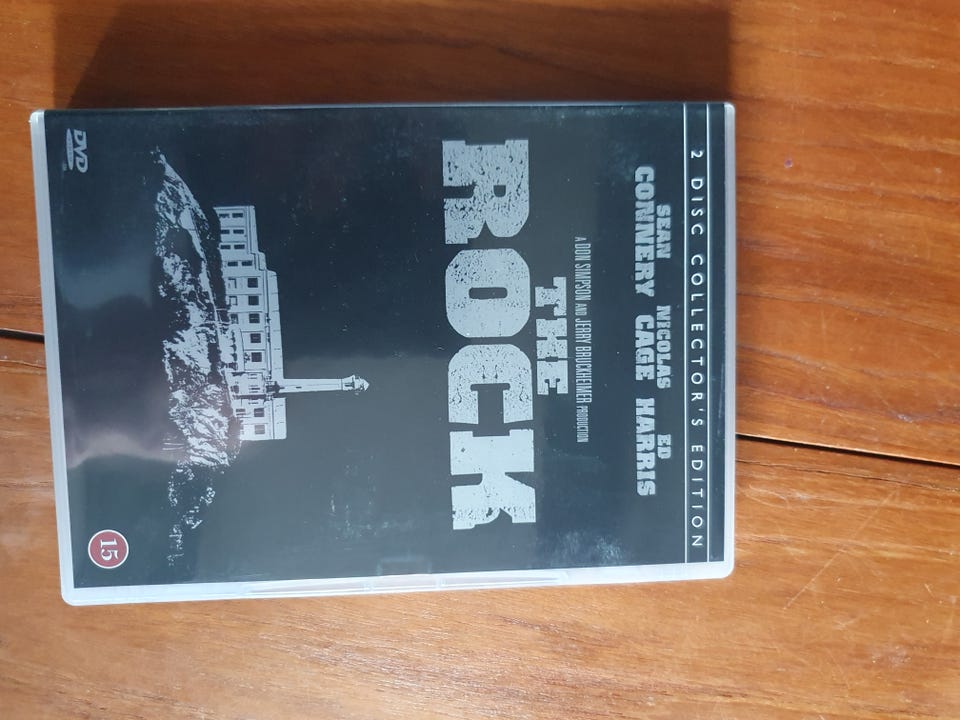 2 DISC COLLECTOR'S EDITION
SEAN NICOLAS ED
CONNERY CAGE HARRIS
A DON SIMPSON AND JERRY BRUCKHEIMER PRODUCTION
THE
ROCK
DVD
15